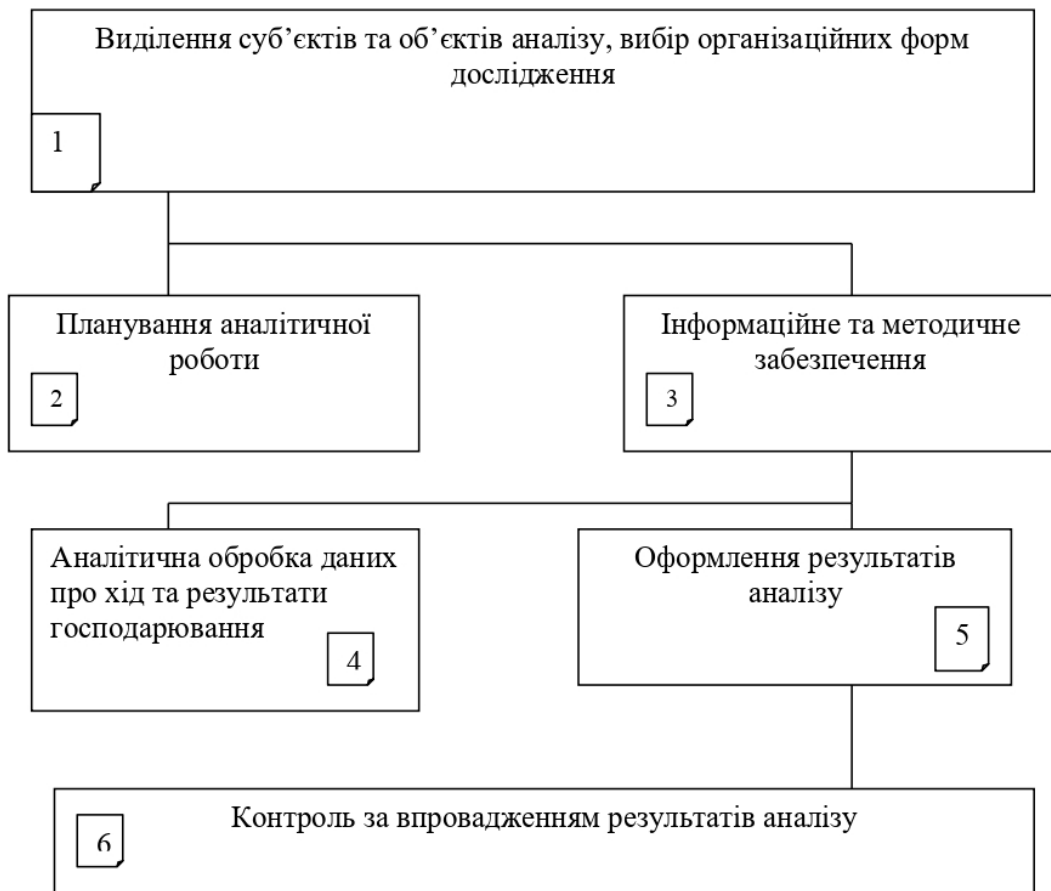 Виділення суб’єктів та об’єктів аналізу, вибір організаційних форм
дослідження
1
Планування аналітичної
роботи
2
Інформаційне та методичне
забезпечення
3
Аналітична обробка даних
про хід та результати
господарювання
4
Оформлення результатів
аналізу
5
Контроль за впровадженням результатів аналізу
6